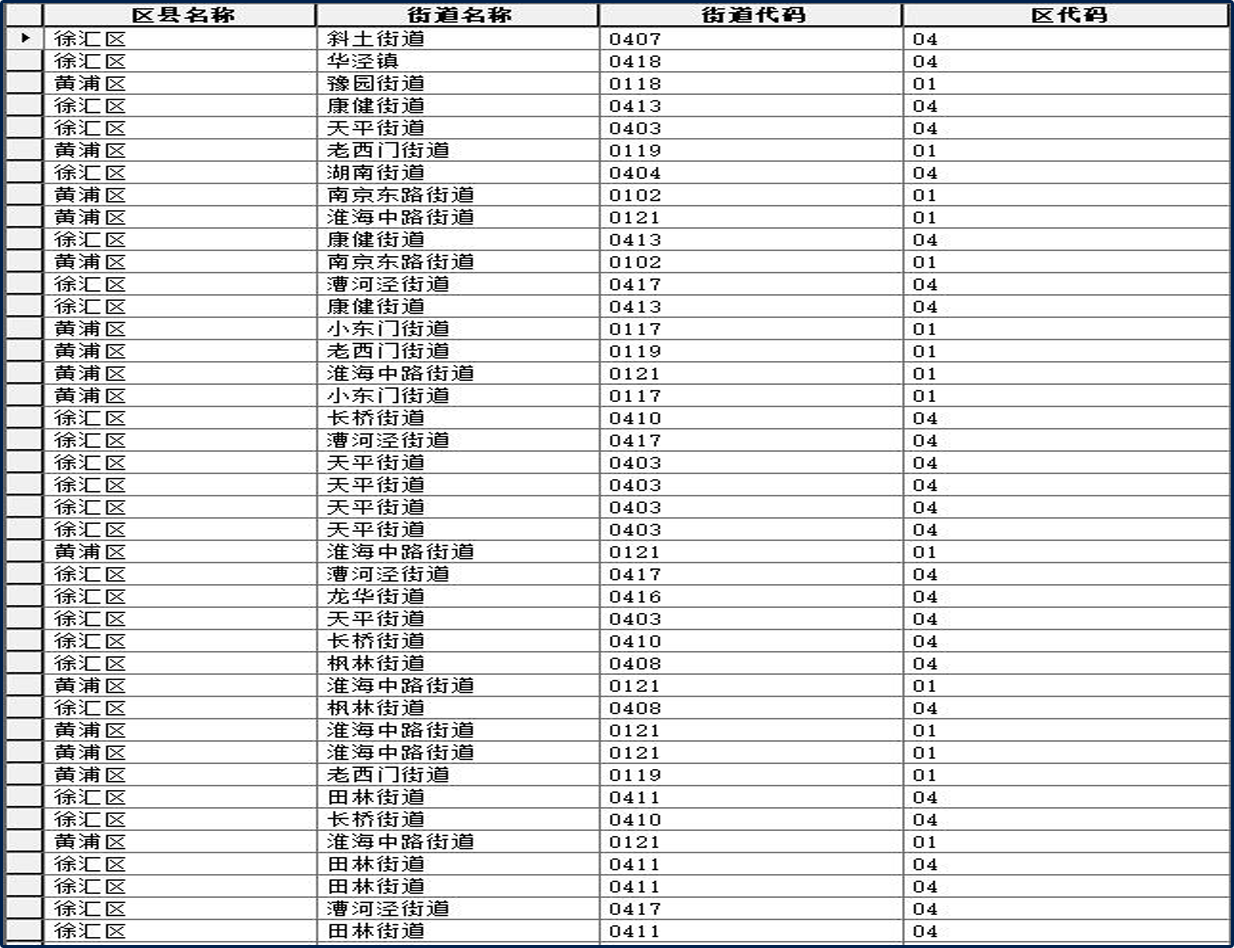 区县名称 街道名称 街道代码 区代码
徐汇区 斜土街道 0407 04
徐汇区 华泾镇 0418 04
黄浦区 豫园街道 0118 01
徐汇区 康健街道 0413 04
徐汇区 天平街道 0403 04
黄浦区 老西门街道 0119 01
徐汇区 湖南街道 0404 04
黄浦区 南京东路街道 0102 01
黄浦区 淮海中路街道 0121 01
徐汇区 康健街道 0413 04
黄浦区 南京东路街道 0102 01
徐汇区 漕河泾街道 0417 04
徐汇区 康健街道 0413 04
黄浦区 小东门街道 0117 01
黄浦区 老西门街道 0119 01
黄浦区 淮海中路街道 0121 01
黄浦区 小东门街道 0117 01
徐汇区 长桥街道 0410 04
徐汇区 漕河泾街道 0417 04
徐汇区 天平街道 0403 04
徐汇区 天平街道 0403 04
徐汇区 天平街道 0403 04
徐汇区 天平街道 0403 04
黄浦区 淮海中路街道 0121 01
徐汇区 漕河泾街道 0417 04
徐汇区 龙华街道 0416 04
徐汇区 天平街道 0403 04
徐汇区 长桥街道 0410 04
徐汇区 枫林街道 0408 04
黄浦区 淮海中路街道 0121 01
徐汇区 枫林街道 0408 04
黄浦区 淮海中路街道 0121 01
黄浦区 淮海中路街道 0121 01
黄浦区 老西门街道 0119 01
徐汇区 田林街道 0411 04
徐汇区 长桥街道 0410 04
黄浦区 淮海中路街道 0121 01
徐汇区 田林街道 0411 04
徐汇区 田林街道 0411 04
徐汇区 漕河泾街道 0417 04
徐汇区 田林街道 0411 04